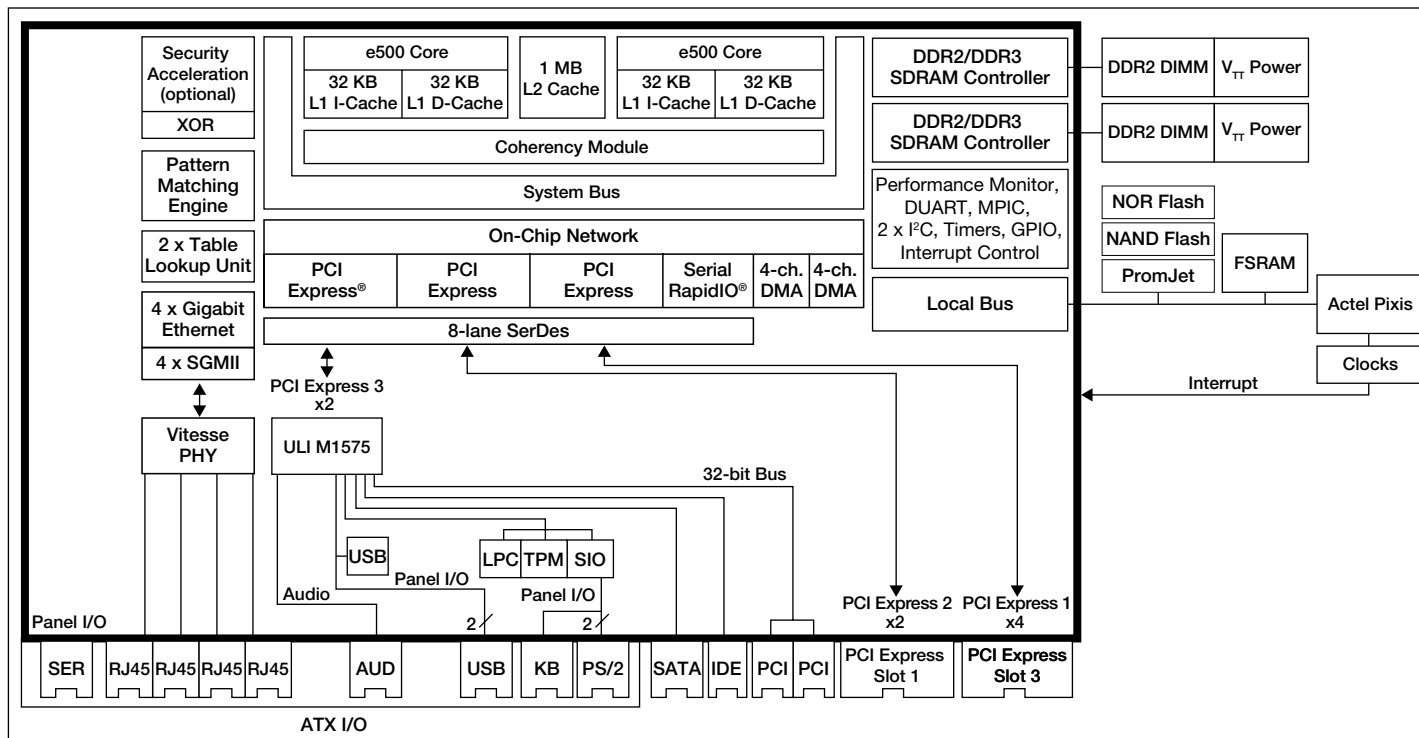 Security
Acceleration
(optional)
XOR
Pattern
Matching
Engine
2 x Table
Lookup Unit
4 x Gigabit
Ethernet
4 x SGMII
Vitesse
PHY
e500 Core
32 KB
L1 I-Cache
32 KB
L1 D-Cache
1 MB
L2 Cache
e500 Core
32 KB
L1 I-Cache
32 KB
L1 D-Cache
Coherency Module
System Bus
On-Chip Network
PCI
Express®
PCI
Express
PCI
Express
Serial
RapidIO®
4-ch.
DMA
4-ch.
DMA
8-lane SerDes
PCI Express 3
x2
ULI M1575
DDR2/DDR3
SDRAM Controller
DDR2/DDR3
SDRAM Controller
Performance Monitor,
DUART, MPIC,
2 x I²C, Timers, GPIO,
Interrupt Control
Local Bus
DDR2 DIMM
VTT Power
DDR2 DIMM
VTT Power
NOR Flash
NAND Flash
PromJet
FSRAM
Actel Pixis
Clocks
Interrupt
32-bit Bus
USB
LPC
TPM
SIO
Panel I/O
Audio
Panel I/O
2
2
PCI Express 2
x2
PCI Express 1
x4
Panel I/O
SER
RJ45
RJ45
RJ45
RJ45
AUD
USB
KB
PS/2
SATA
IDE
PCI
PCI
PCI Express
Slot 1
PCI Express
Slot 3
ATX I/O